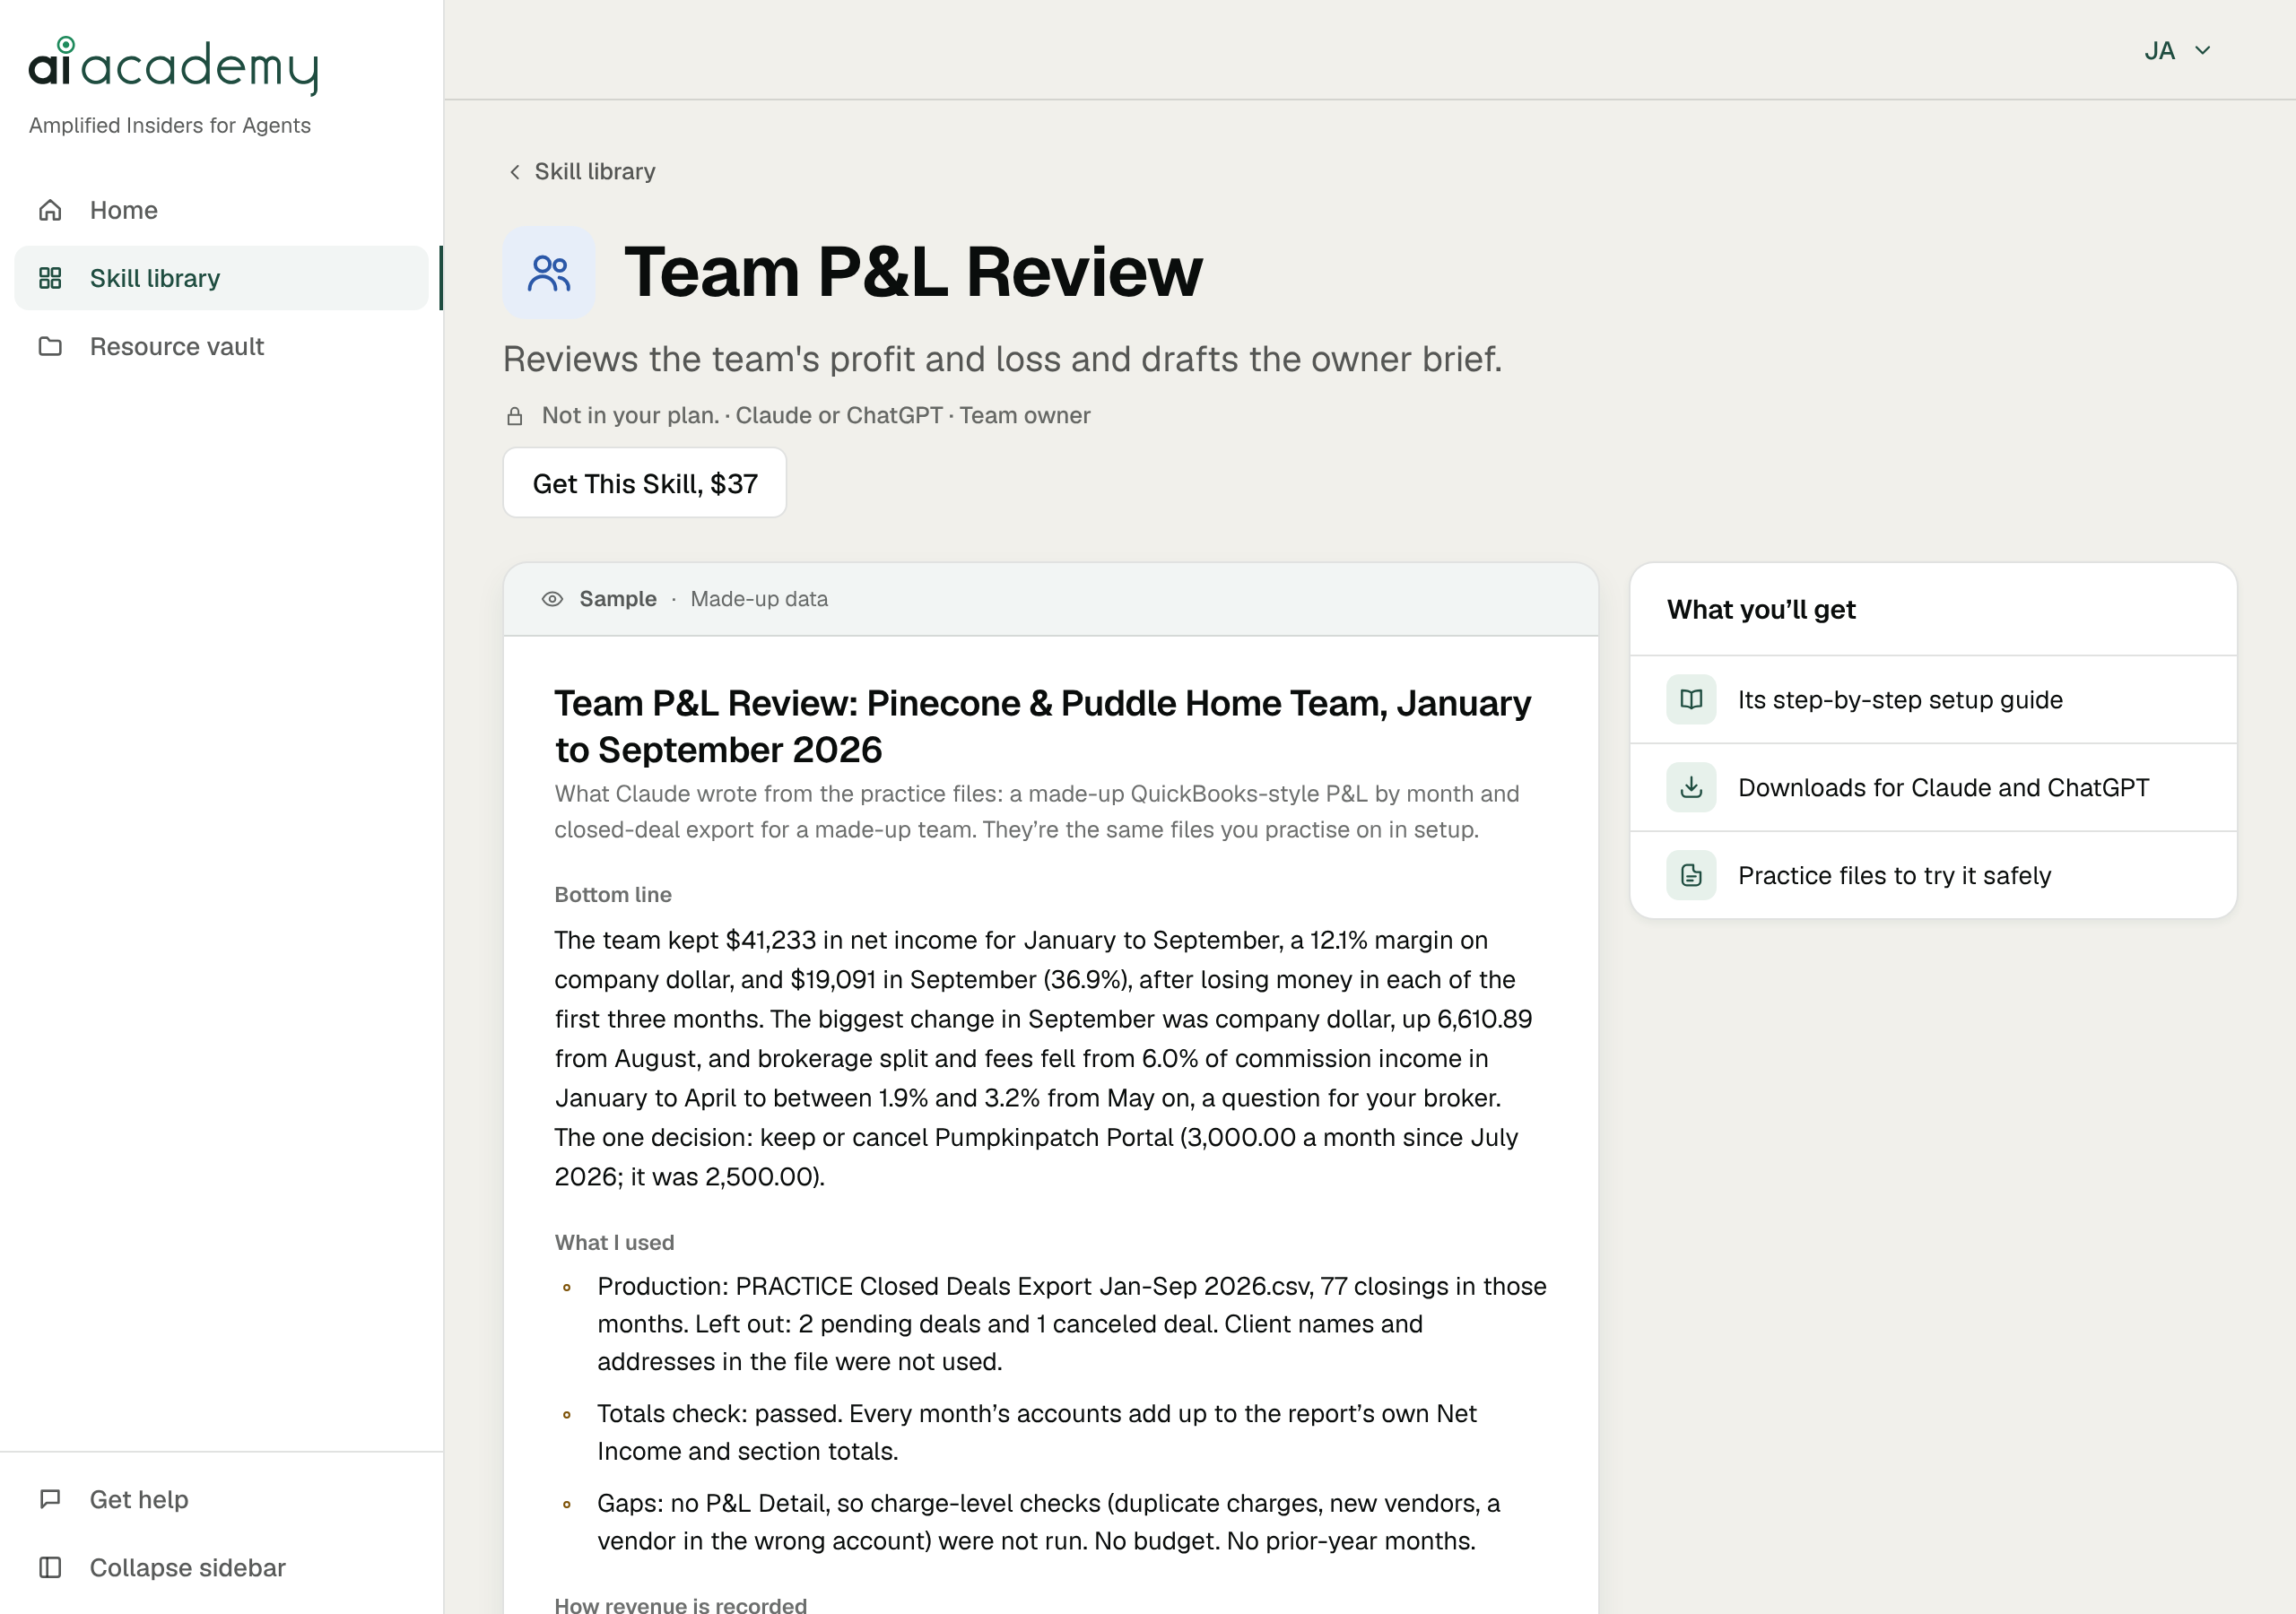 ai academy
Amplified Insiders for Agents
Home
Skill library
Resource vault
Get help
Collapse sidebar
JA
Skill library
Team P&L Review
Reviews the team's profit and loss and drafts the owner brief.
Not in your plan. · Claude or ChatGPT · Team owner
Get This Skill, $37
Sample · Made-up data
Team P&L Review: Pinecone & Puddle Home Team, January
to September 2026
What Claude wrote from the practice files: a made-up QuickBooks-style P&L by month and
closed-deal export for a made-up team. They’re the same files you practise on in setup.
Bottom line
The team kept $41,233 in net income for January to September, a 12.1% margin on
company dollar, and $19,091 in September (36.9%), after losing money in each of the
first three months. The biggest change in September was company dollar, up 6,610.89
from August, and brokerage split and fees fell from 6.0% of commission income in
January to April to between 1.9% and 3.2% from May on, a question for your broker.
The one decision: keep or cancel Pumpkinpatch Portal (3,000.00 a month since July
2026; it was 2,500.00).
What I used
Production: PRACTICE Closed Deals Export Jan-Sep 2026.csv, 77 closings in those
months. Left out: 2 pending deals and 1 canceled deal. Client names and
addresses in the file were not used.
Totals check: passed. Every month’s accounts add up to the report’s own Net
Income and section totals.
Gaps: no P&L Detail, so charge-level checks (duplicate charges, new vendors, a
vendor in the wrong account) were not run. No budget. No prior-year months.
How revenue is recorded
What you’ll get
Its step-by-step setup guide
Downloads for Claude and ChatGPT
Practice files to try it safely